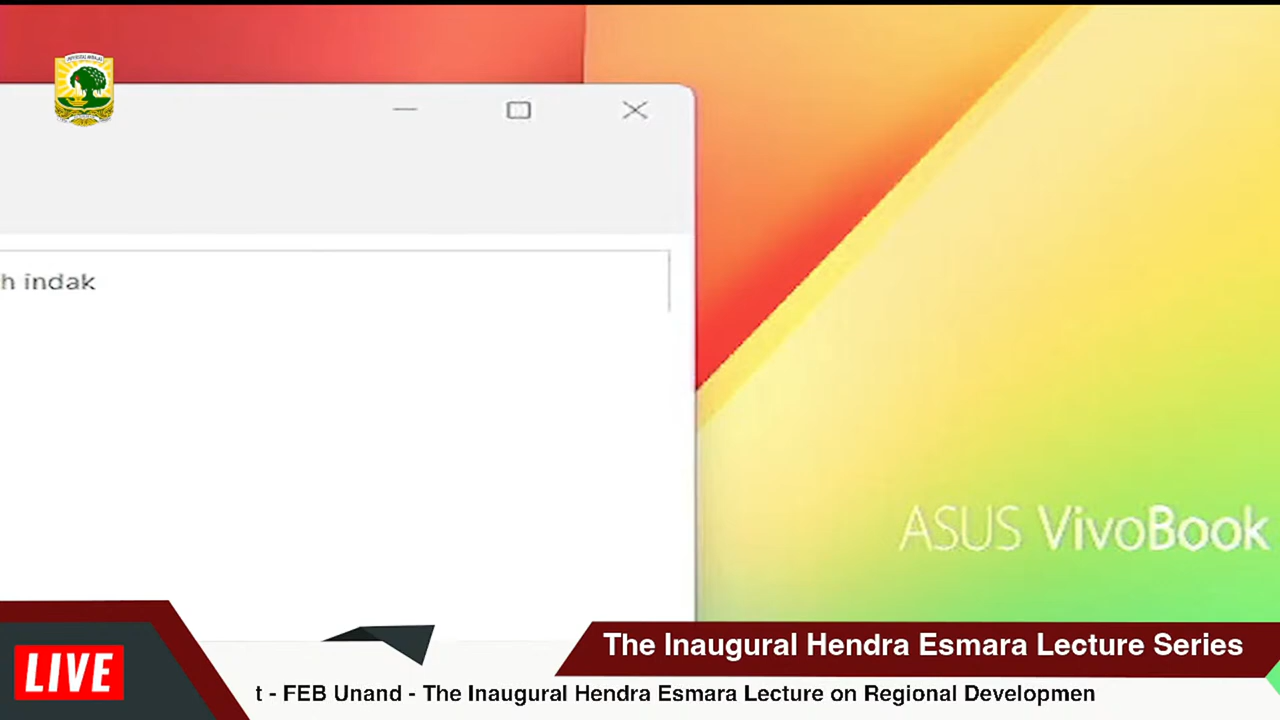 h indak
ASUS VivoBook
The Inaugural Hendra Esmara Lecture Series
LIVE
t - FEB Unand - The Inaugural Hendra Esmara Lecture on Regional Developmen